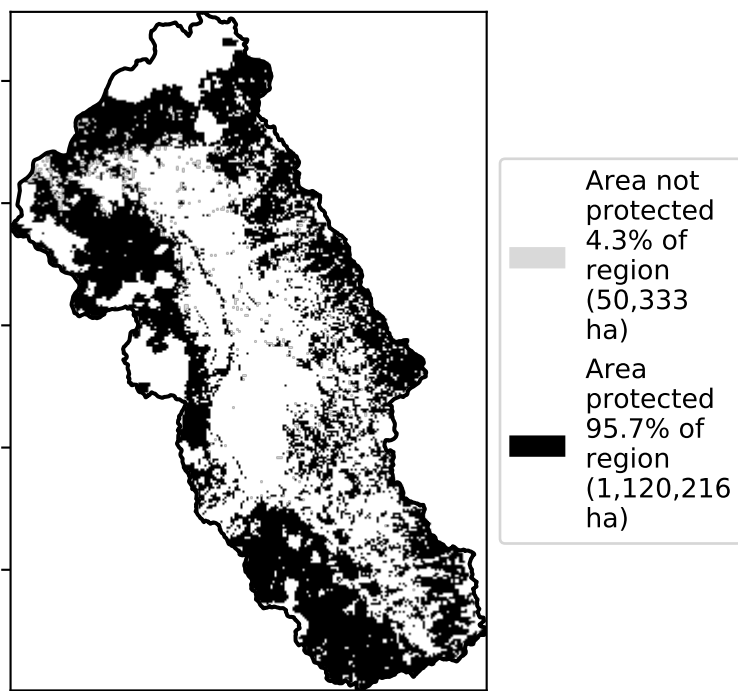 Area not
protected
4.3% of
region
(50,333
ha)
Area
protected
95.7% of
region
(1,120,216
ha)